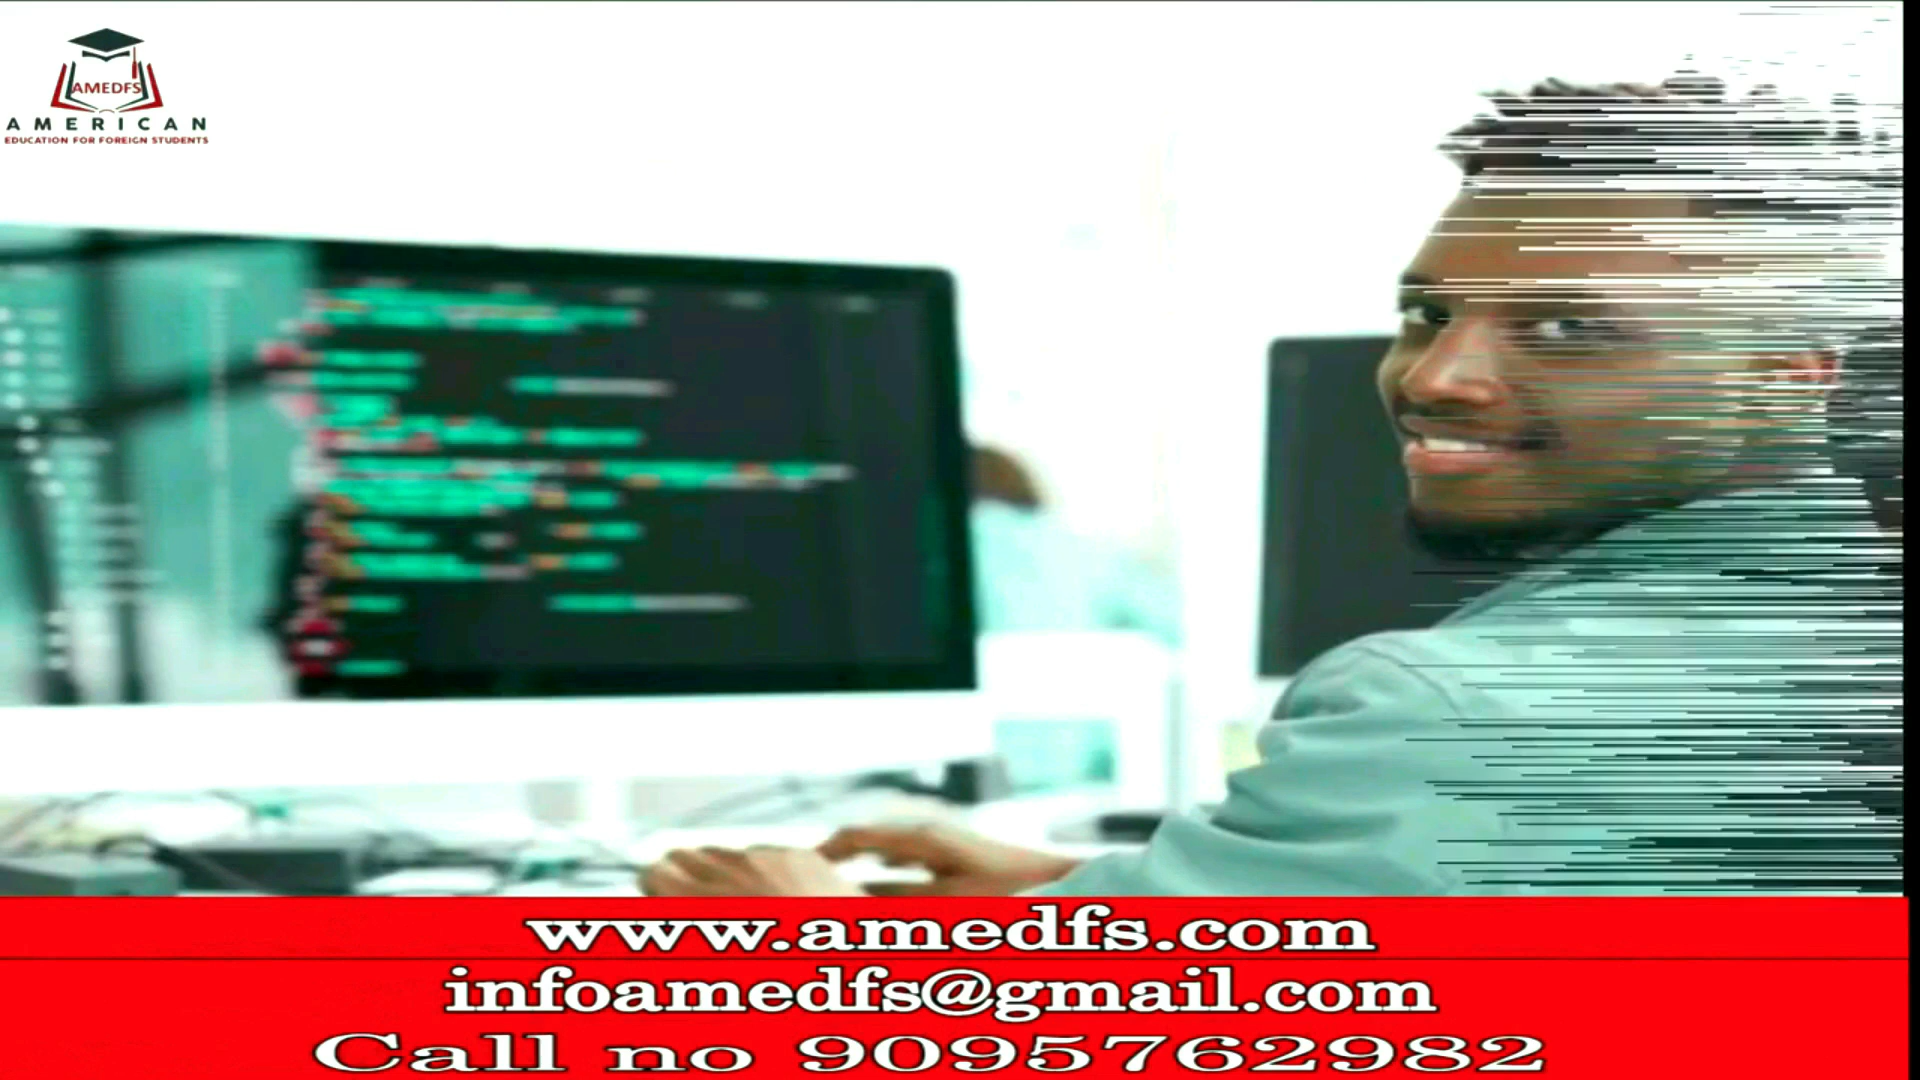 AMEDFS
AMERICAN
EDUCATION FOR FOREIGN STUDENTS
www.amedfs.com
infoamedfs@gmail.com
Call no 9095762982